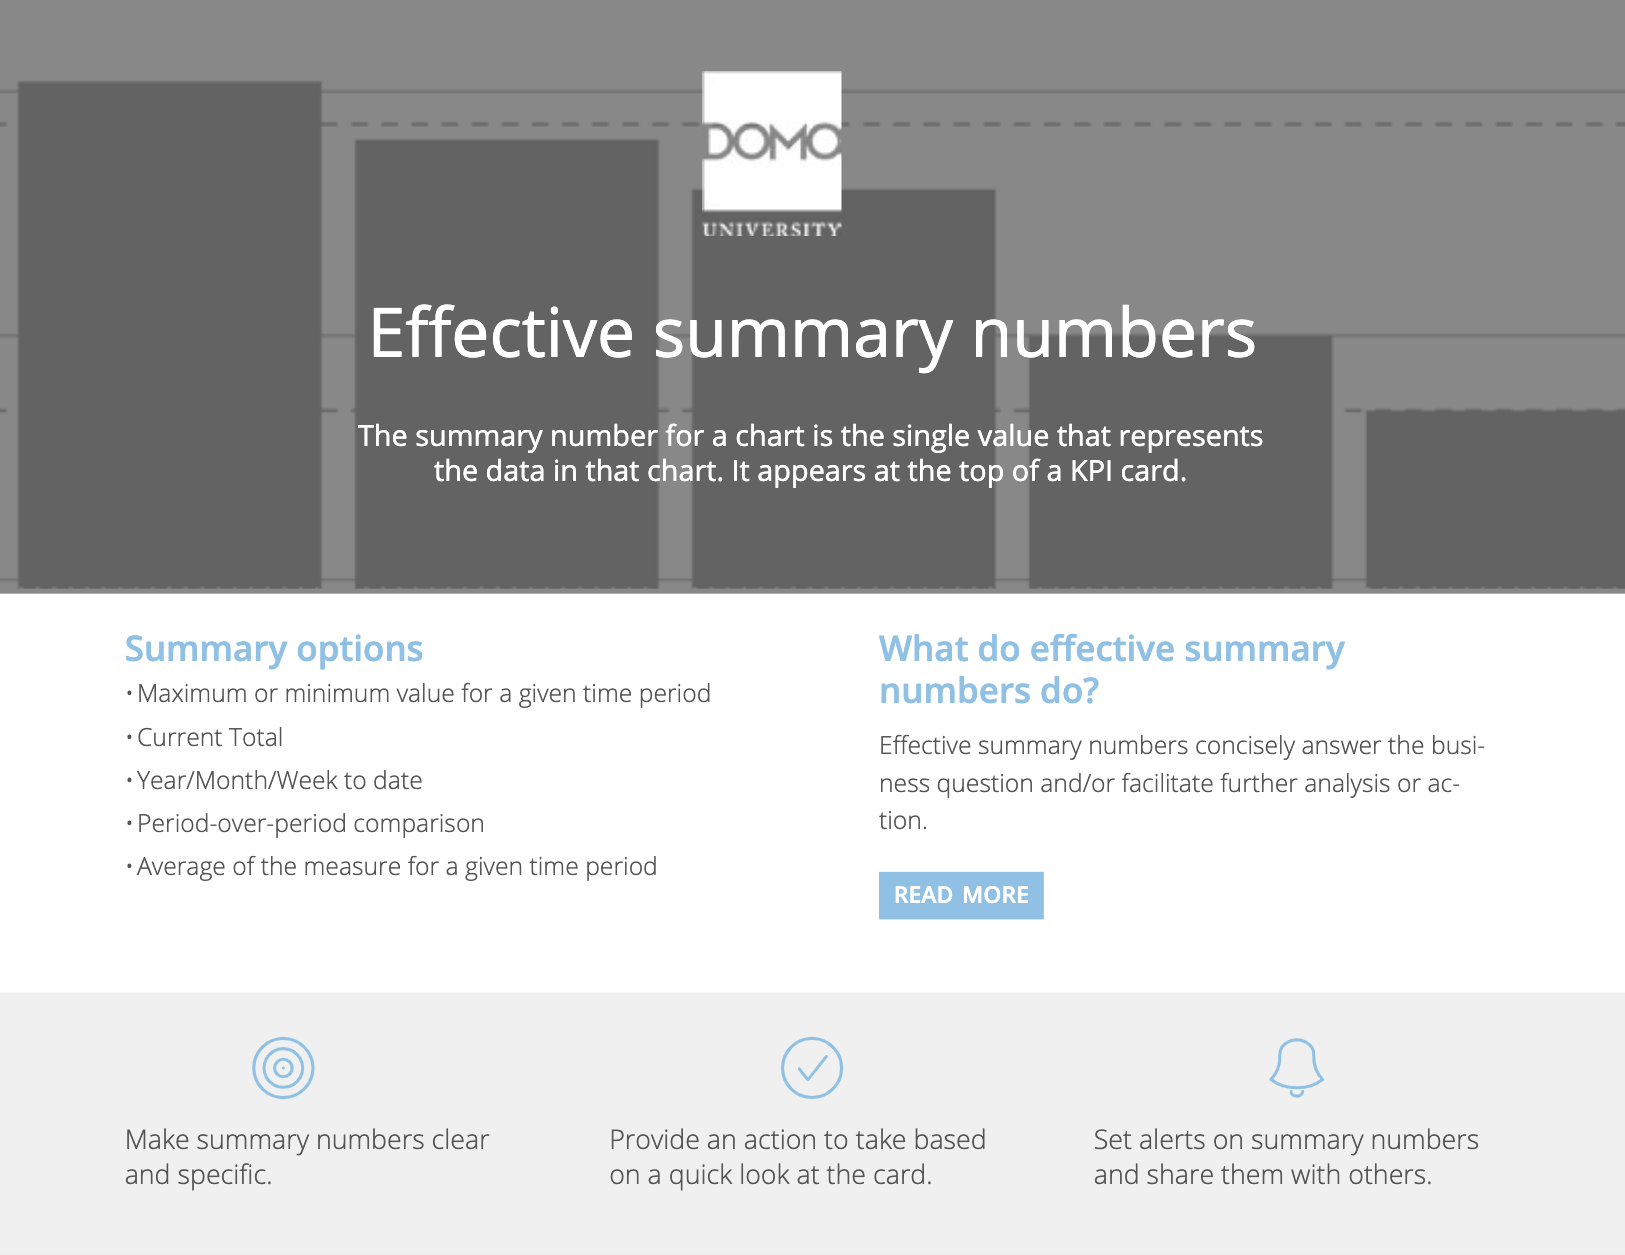 DOMO
UNIVERSITY
Effective summary numbers
The summary number for a chart is the single value that represents
the data in that chart. It appears at the top of a KPI card.
Summary options
• Maximum or minimum value for a given time period
• Current Total
• Year/Month/Week to date
• Period-over-period comparison
• Average of the measure for a given time period
What do effective summary
numbers do?
Effective summary numbers concisely answer the busi-
ness question and/or facilitate further analysis or ac-
tion.
READ MORE
Make summary numbers clear
and specific.
Provide an action to take based
on a quick look at the card.
Set alerts on summary numbers
and share them with others.